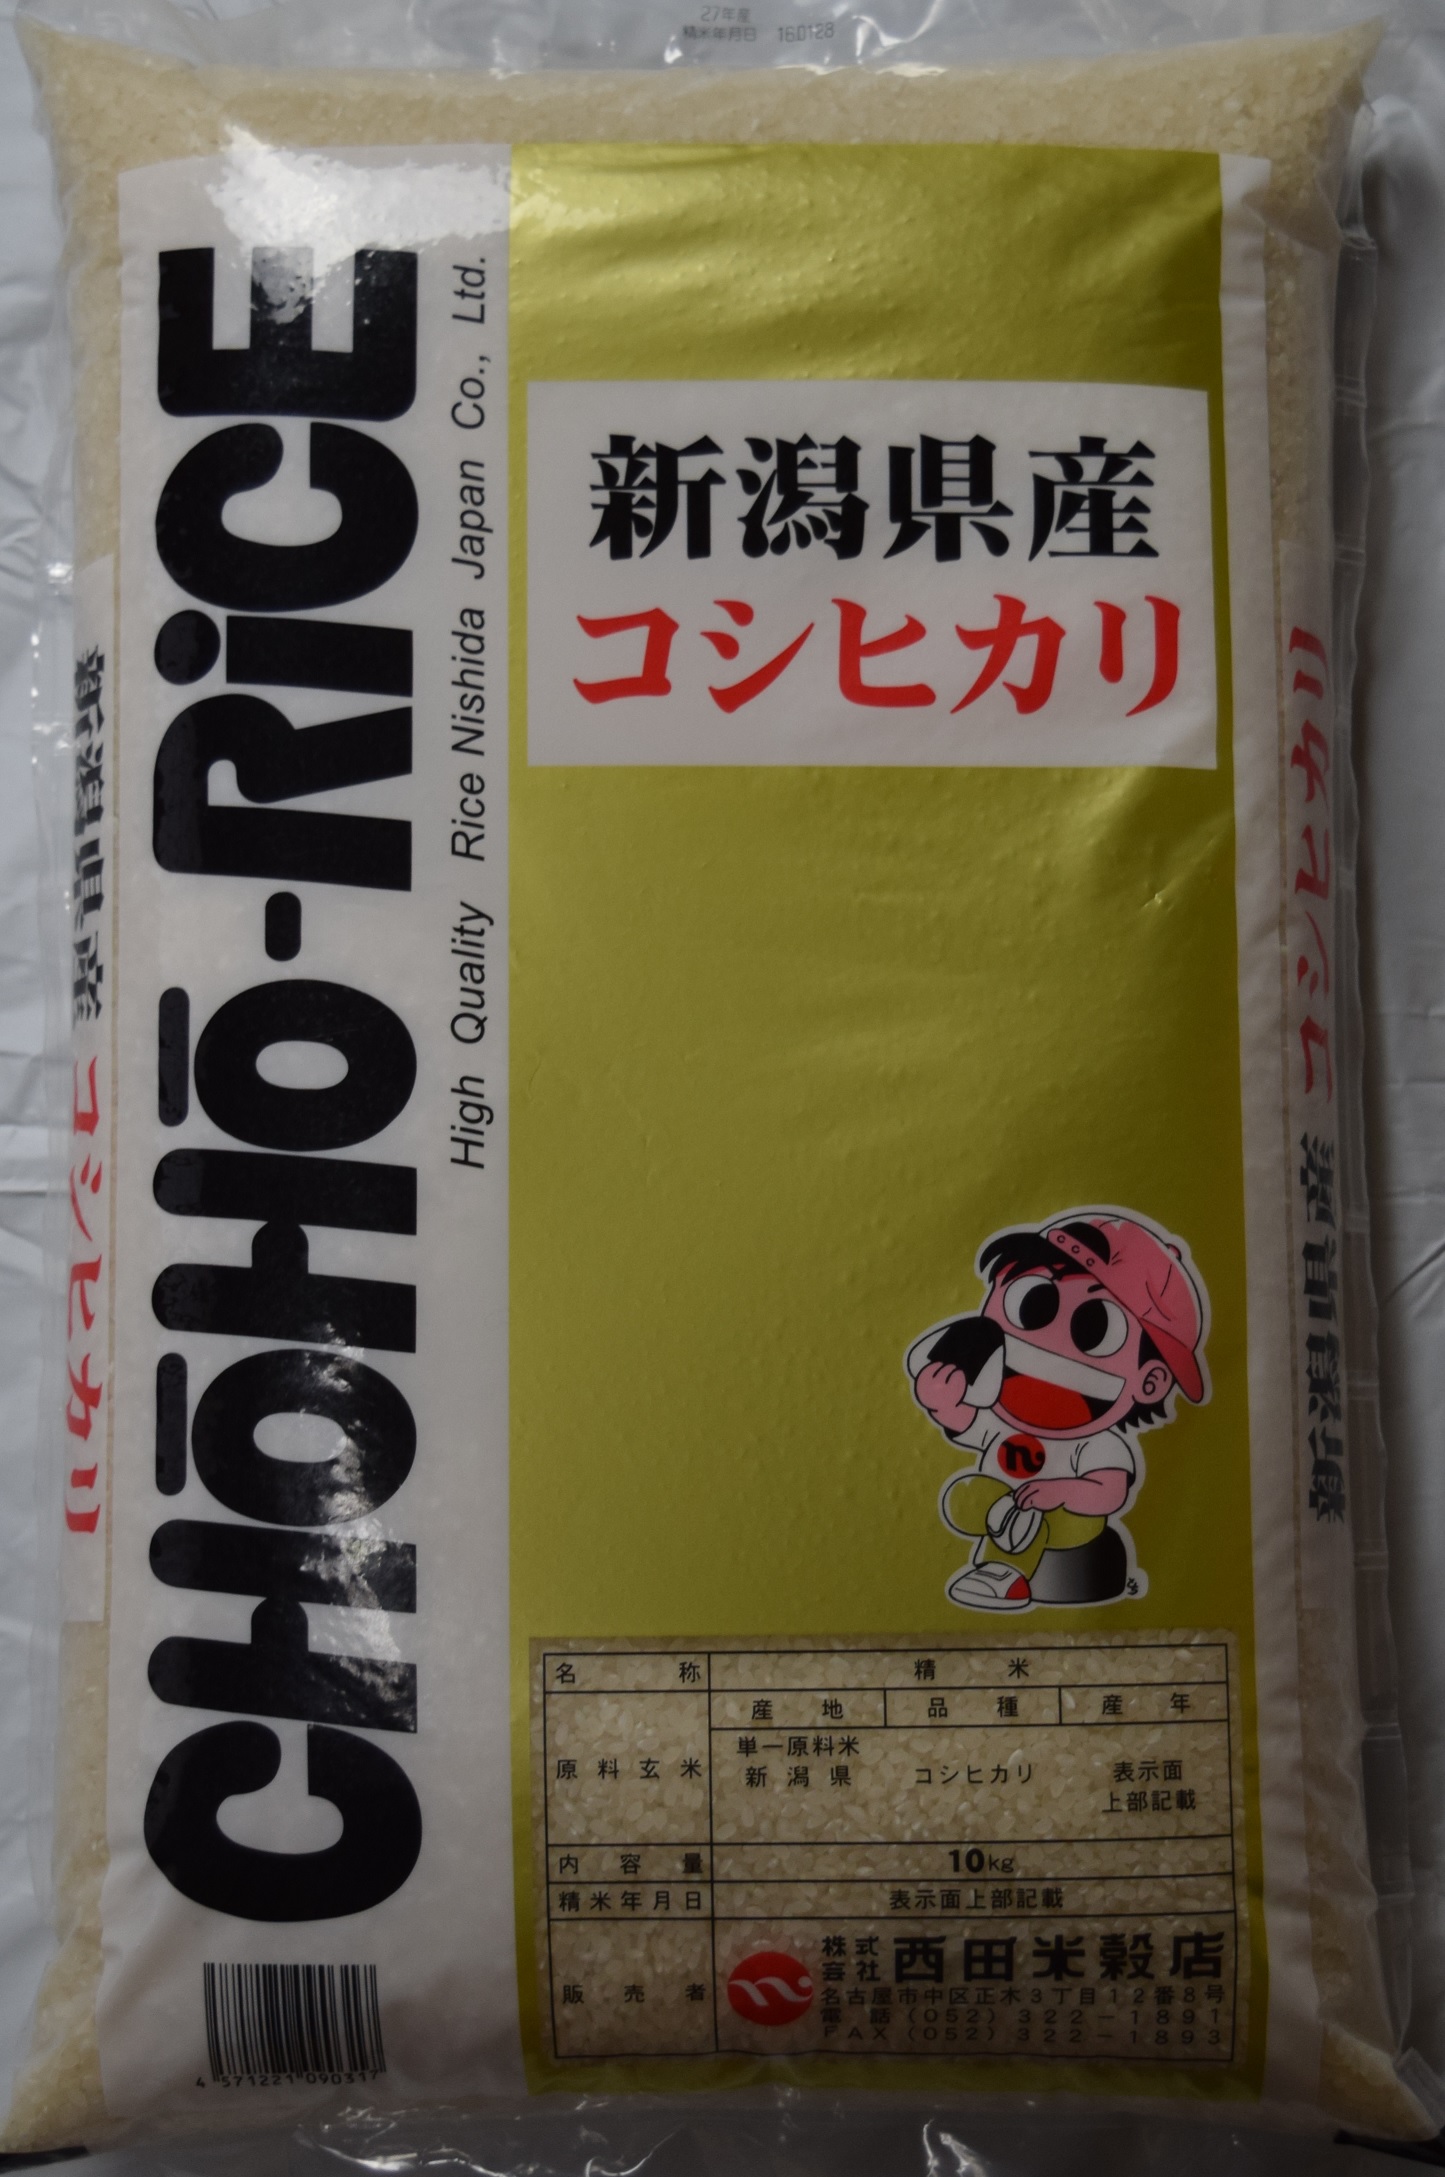 27年産
精米年月日 160128
CHŌHŌ-RiCE
High Quality Rice Nishida Japan Co., Ltd.
新潟県産
コシヒカリ
新潟県産 コシヒカリ
新潟県産 コシヒカリ
C C C
n
名称 精米
産地 品種 産年
原料玄米
単一原料米
新潟県 コシヒカリ 表示面
上部記載
内容量 10kg
精米年月日 表示面上部記載
販売者
株式会社 西田米穀店
名古屋市中区正木3丁目12番8号
電話(052)322-1891
FAX(052)322-1893
4 571221 090317